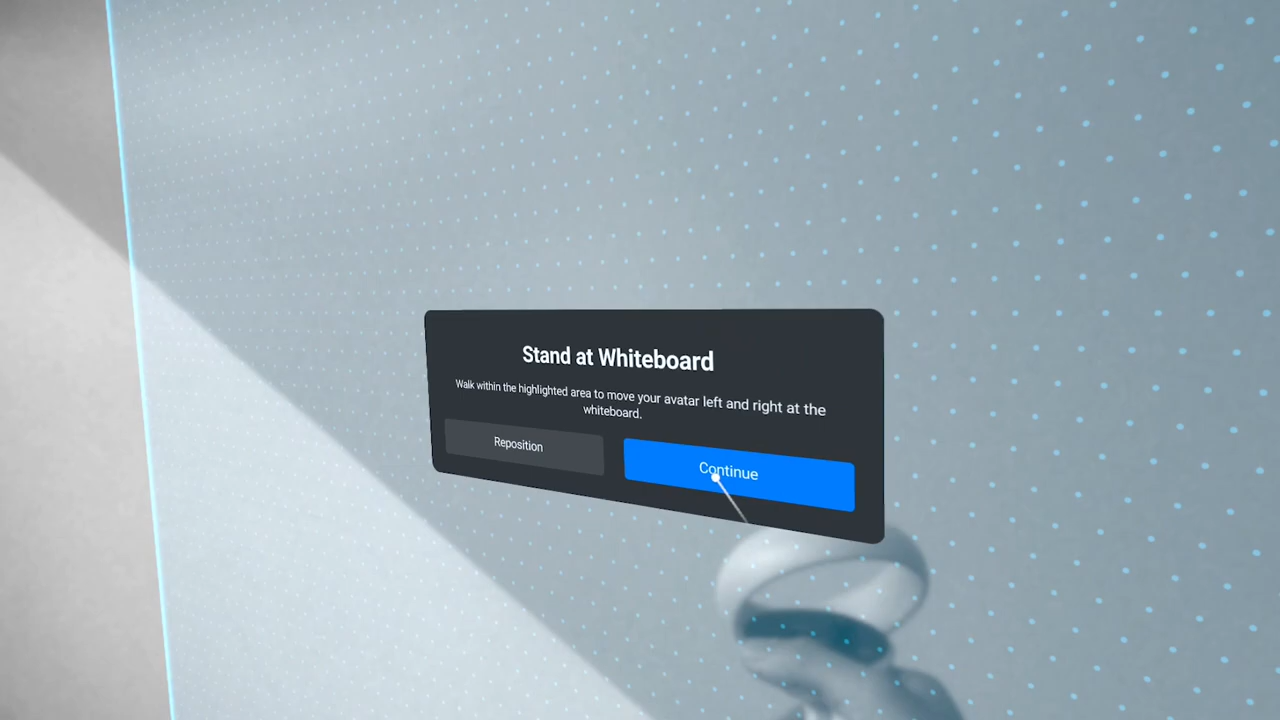 Stand at Whiteboard
Walk within the highlighted area to move your avatar left and right at the
whiteboard.
Reposition
Continue